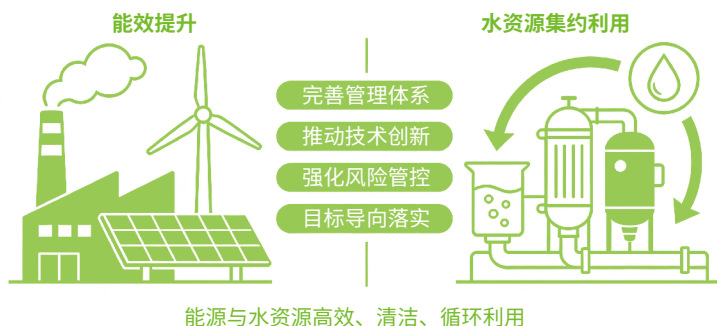 能效提升
水资源集约利用
完善管理体系
推动技术创新
强化风险管控
目标导向落实
能源与水资源高效、清洁、循环利用